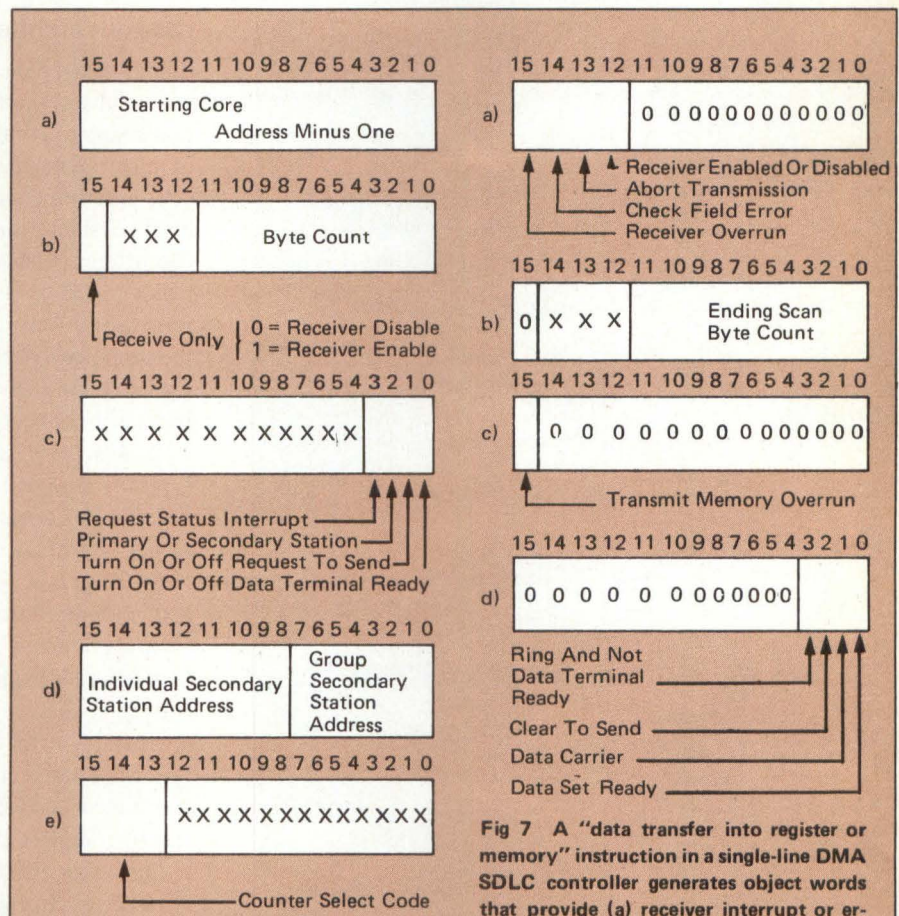 15 14 13 12 11 10 9 8 7 6 5 4 3 2 1 0
a)
Starting Core
Address Minus One
15 14 13 12 11 10 9 8 7 6 5 4 3 2 1 0
b)
X X X
Byte Count
Receive Only
0 = Receiver Disable
1 = Receiver Enable
15 14 13 12 11 10 9 8 7 6 5 4 3 2 1 0
c)
X X X X X X X X X X X X
Request Status Interrupt
Primary Or Secondary Station
Turn On Or Off Request To Send
Turn On Or Off Data Terminal Ready
15 14 13 12 11 10 9 8 7 6 5 4 3 2 1 0
d)
Individual Secondary
Station Address
Group
Secondary
Station
Address
15 14 13 12 11 10 9 8 7 6 5 4 3 2 1 0
e)
X X X X X X X X X X X X X
Counter Select Code
15 14 13 12 11 10 9 8 7 6 5 4 3 2 1 0
a)
0 0 0 0 0 0 0 0 0 0 0 0
Receiver Enabled Or Disabled
Abort Transmission
Check Field Error
Receiver Overrun
15 14 13 12 11 10 9 8 7 6 5 4 3 2 1 0
b)
0 X X X
Ending Scan
Byte Count
15 14 13 12 11 10 9 8 7 6 5 4 3 2 1 0
c)
0 0 0 0 0 0 0 0 0 0 0 0 0 0 0
Transmit Memory Overrun
15 14 13 12 11 10 9 8 7 6 5 4 3 2 1 0
d)
0 0 0 0 0 0 0 0 0 0 0 0
Ring And Not
Data Terminal
Ready
Clear To Send
Data Carrier
Data Set Ready
Fig 7 A "data transfer into register or
memory" instruction in a single-line DMA
SDLC controller generates object words
that provide (a) receiver interrupt or er-